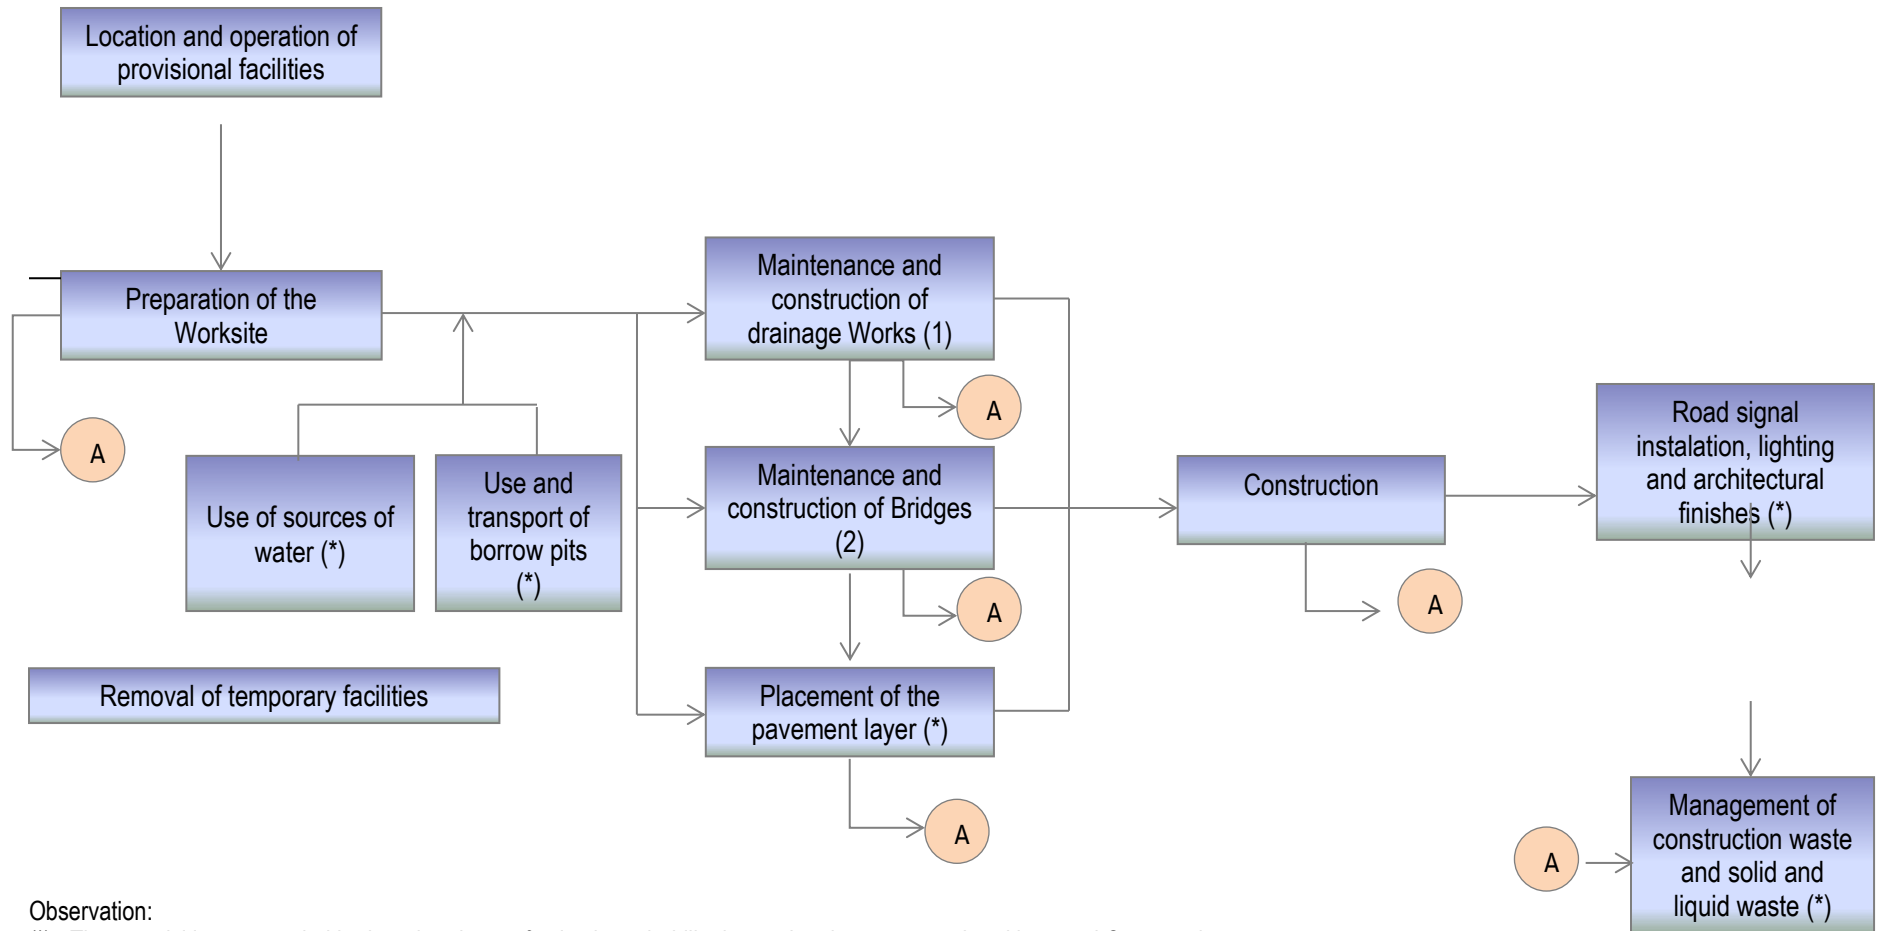 Location and operation of
provisional facilities
Preparation of the
Worksite
A
Use of sources of
water (*)
Use and
transport of
borrow pits
(*)
Removal of temporary facilities
Maintenance and
construction of
drainage Works (1)
A
Maintenance and
construction of Bridges
(2)
A
Placement of the
pavement layer (*)
A
Construction
A
Road signal
instalation, lighting
and architectural
finishes (*)
A
Management of
construction waste
and solid and
liquid waste (*)
Observation: